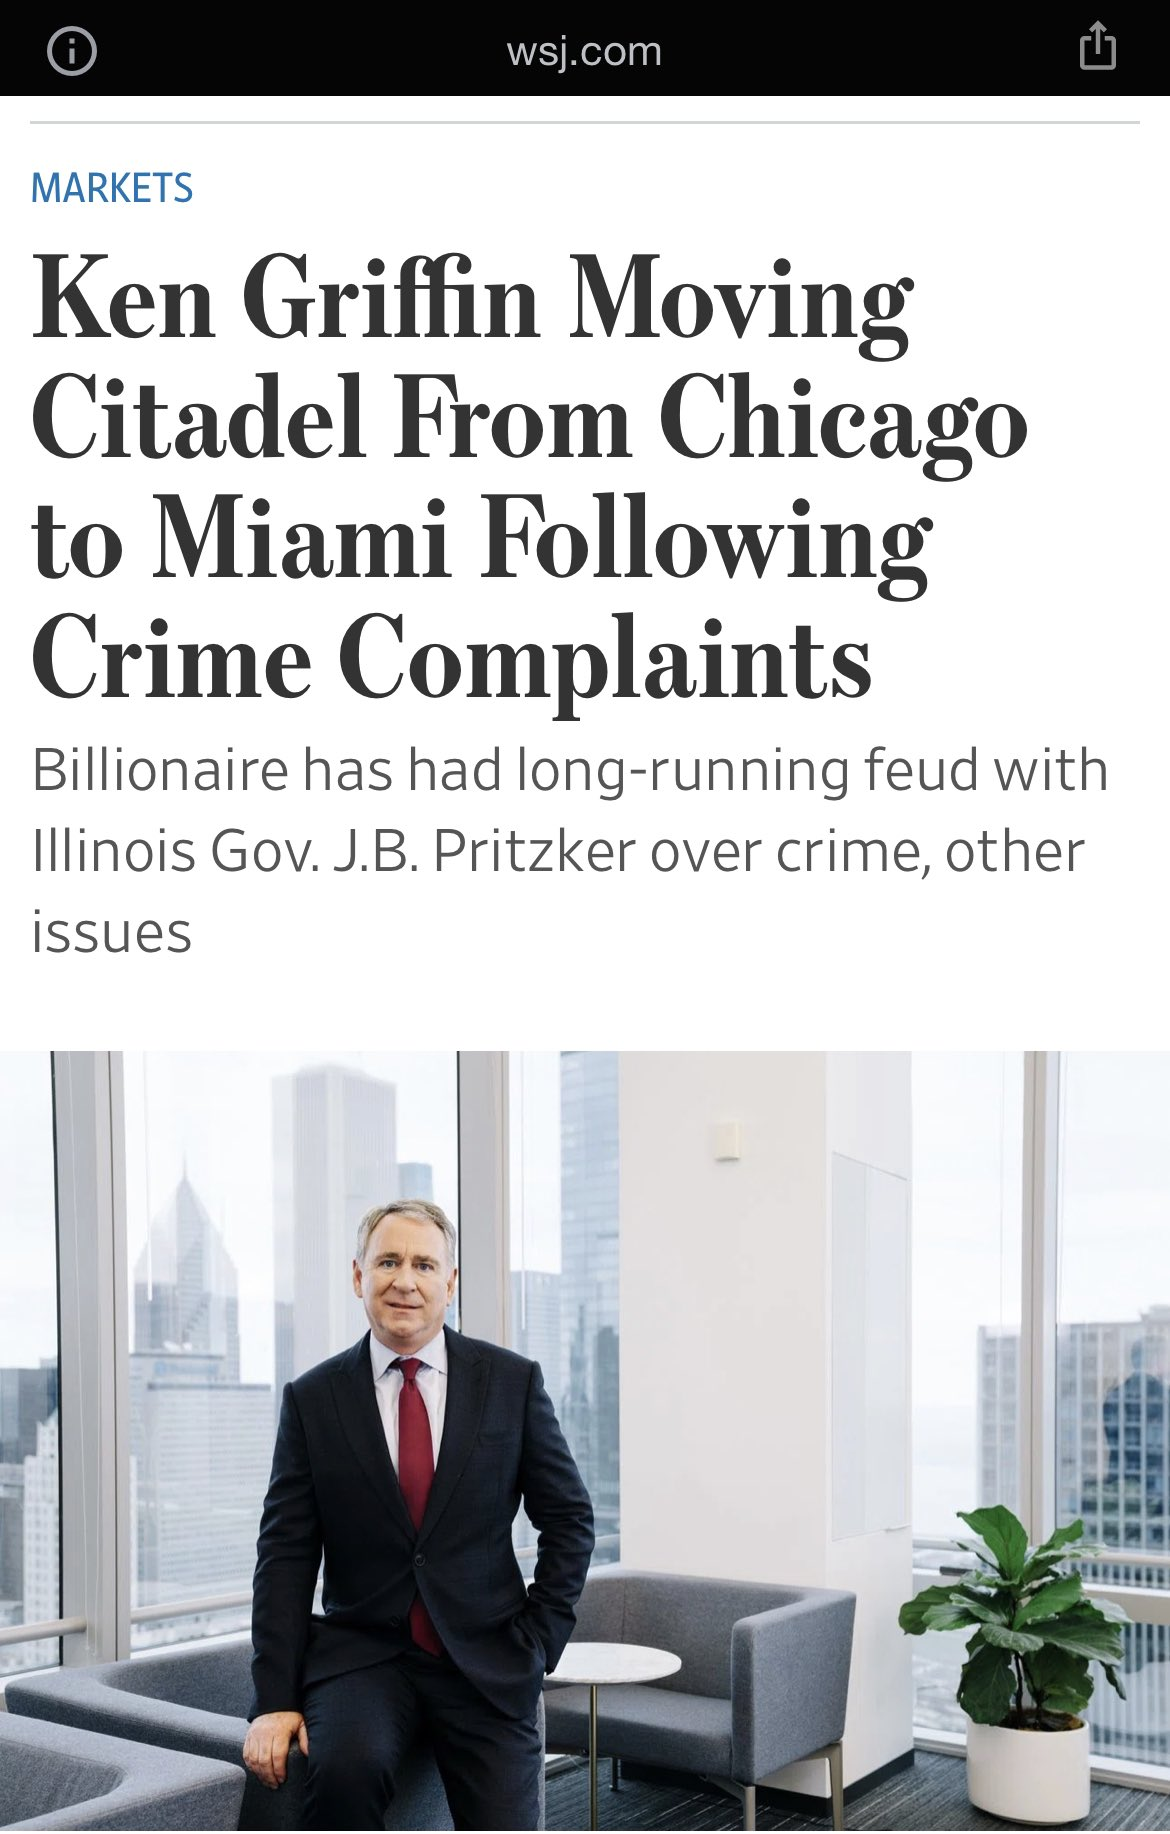 wsj.com
MARKETS
Ken Griffin Moving
Citadel From Chicago
to Miami Following
Crime Complaints
Billionaire has had long-running feud with
Illinois Gov. J.B. Pritzker over crime, other
issues